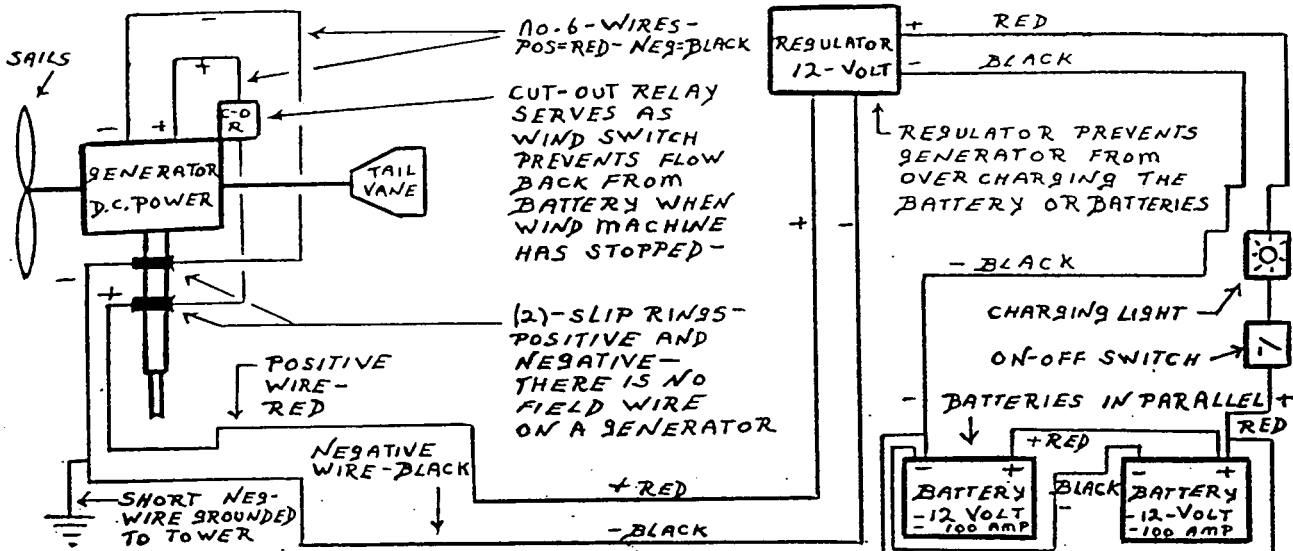 SAILS
-
+
NO. 6 - WIRES -
POS=RED - NEG=BLACK
C-O
R
-
+
GENERATOR
D.C. POWER
TAIL
VANE
CUT-OUT RELAY
SERVES AS
WIND SWITCH
PREVENTS FLOW
BACK FROM
BATTERY WHEN
WIND MACHINE
HAS STOPPED -
-
+
(2)-SLIP RINGS -
POSITIVE AND
NEGATIVE -
THERE IS NO
FIELD WIRE
ON A GENERATOR
POSITIVE
WIRE -
RED
NEGATIVE
WIRE - BLACK
SHORT NEG-
WIRE GROUNDED
TO TOWER
+ RED
- BLACK
REGULATOR
12-VOLT
+ RED
- BLACK
+
-
REGULATOR PREVENTS
GENERATOR FROM
OVER CHARGING THE
BATTERY OR BATTERIES
- BLACK
CHARGING LIGHT
ON-OFF SWITCH
- BATTERIES IN PARALLEL +
RED
+ RED
- +
BATTERY
-12 VOLT
-100 AMP
BLACK
-
- +
BATTERY
-12-VOLT
-100 AMP